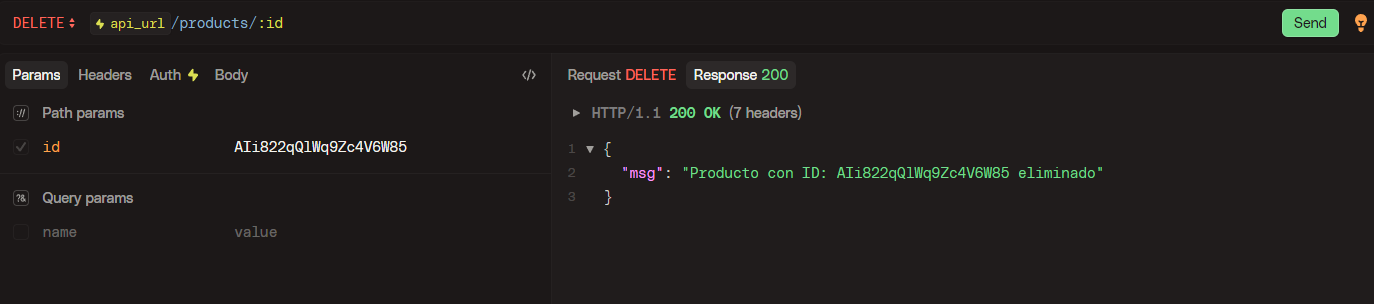 DELETE api_url/products/:id Send
Params Headers Auth Body </>
Path params
id AIi822qQlWq9Zc4V6W85
Query params
name value
Request DELETE Response 200
HTTP/1.1 200 OK (7 headers)
1 {
2 "msg": "Producto con ID: AIi822qQlWq9Zc4V6W85 eliminado"
3 }